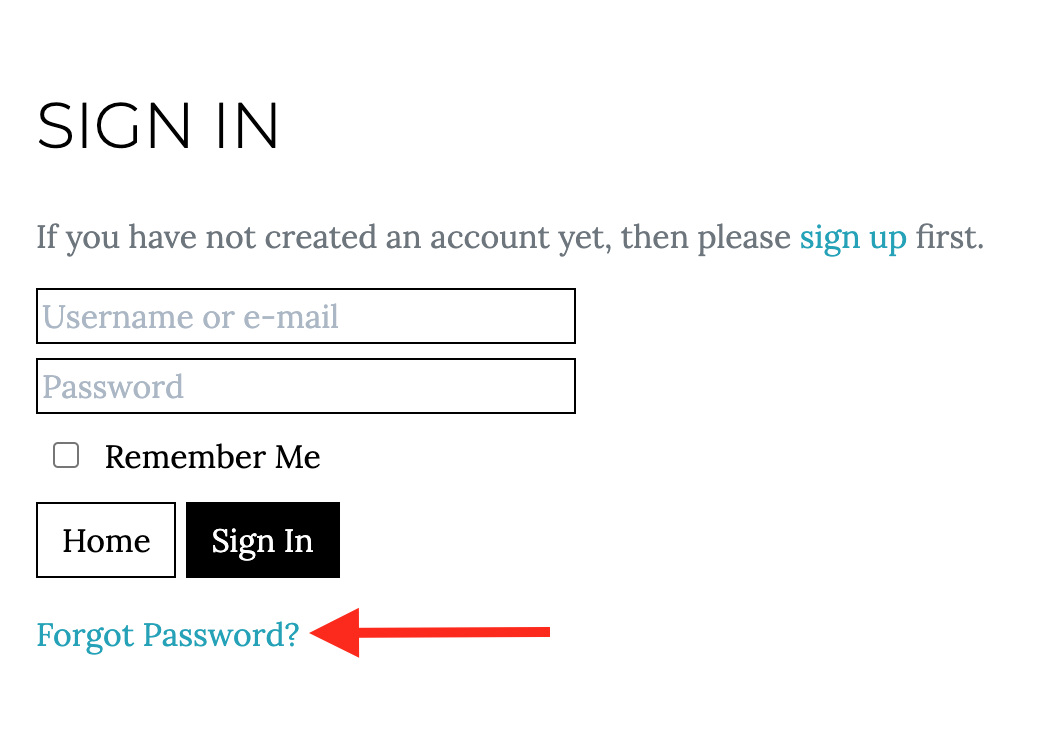 SIGN IN
If you have not created an account yet, then please sign up first.
Username or e-mail
Password
Remember Me
Home Sign In
Forgot Password?